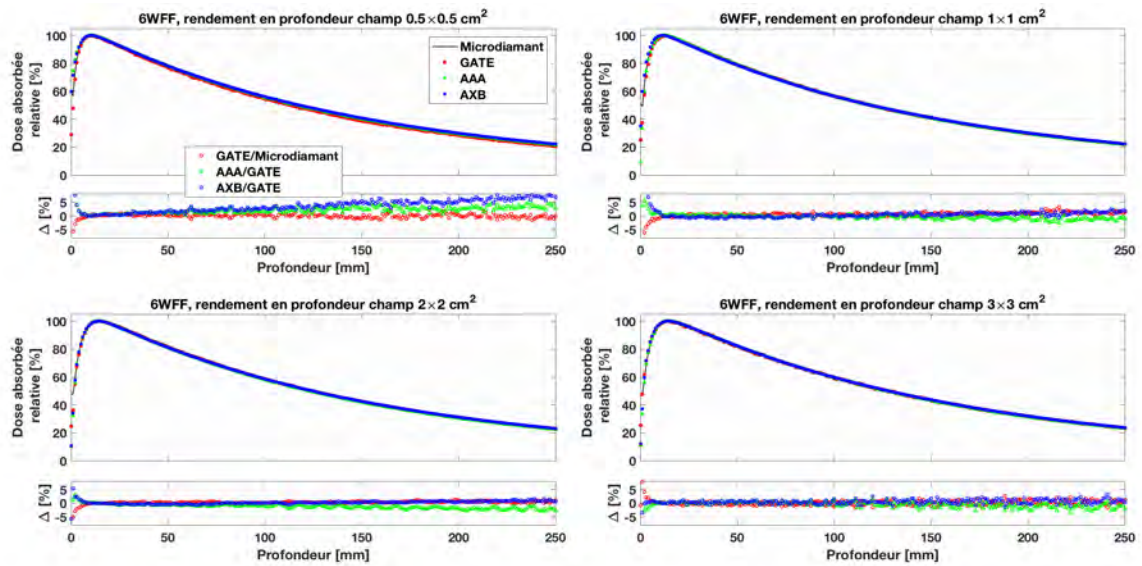 6WFF, rendement en profondeur champ 0.5×0.5 cm²
Dose absorbée
relative [%]
100
80
60
40
20
0
Microdiamant
GATE
AAA
AXB
GATE/Microdiamant
AAA/GATE
AXB/GATE
Δ [%]
5
0
-5
0 50 100 150 200 250
Profondeur [mm]
6WFF, rendement en profondeur champ 1×1 cm²
Dose absorbée
relative [%]
100
80
60
40
20
0
Δ [%]
5
0
-5
0 50 100 150 200 250
Profondeur [mm]
6WFF, rendement en profondeur champ 2×2 cm²
Dose absorbée
relative [%]
100
80
60
40
20
0
Δ [%]
5
0
-5
0 50 100 150 200 250
Profondeur [mm]
6WFF, rendement en profondeur champ 3×3 cm²
Dose absorbée
relative [%]
100
80
60
40
20
0
Δ [%]
5
0
-5
0 50 100 150 200 250
Profondeur [mm]